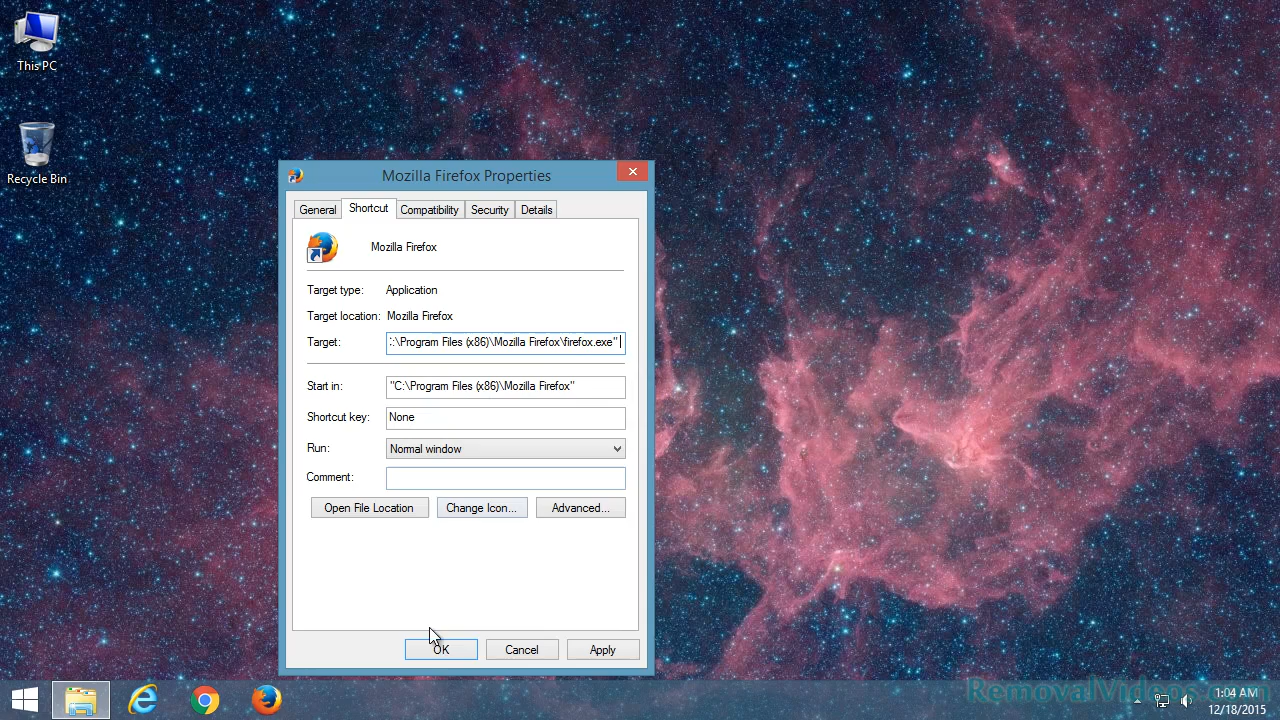 This PC
Recycle Bin
Mozilla Firefox Properties
General
Shortcut
Compatibility
Security
Details
Mozilla Firefox
Target type: Application
Target location: Mozilla Firefox
Target: :\Program Files (x86)\Mozilla Firefox\firefox.exe"
Start in: "C:\Program Files (x86)\Mozilla Firefox"
Shortcut key: None
Run: Normal window
Comment:
Open File Location
Change Icon...
Advanced...
OK
Cancel
Apply
RemovalVideos.com
1:04 AM
12/18/2015